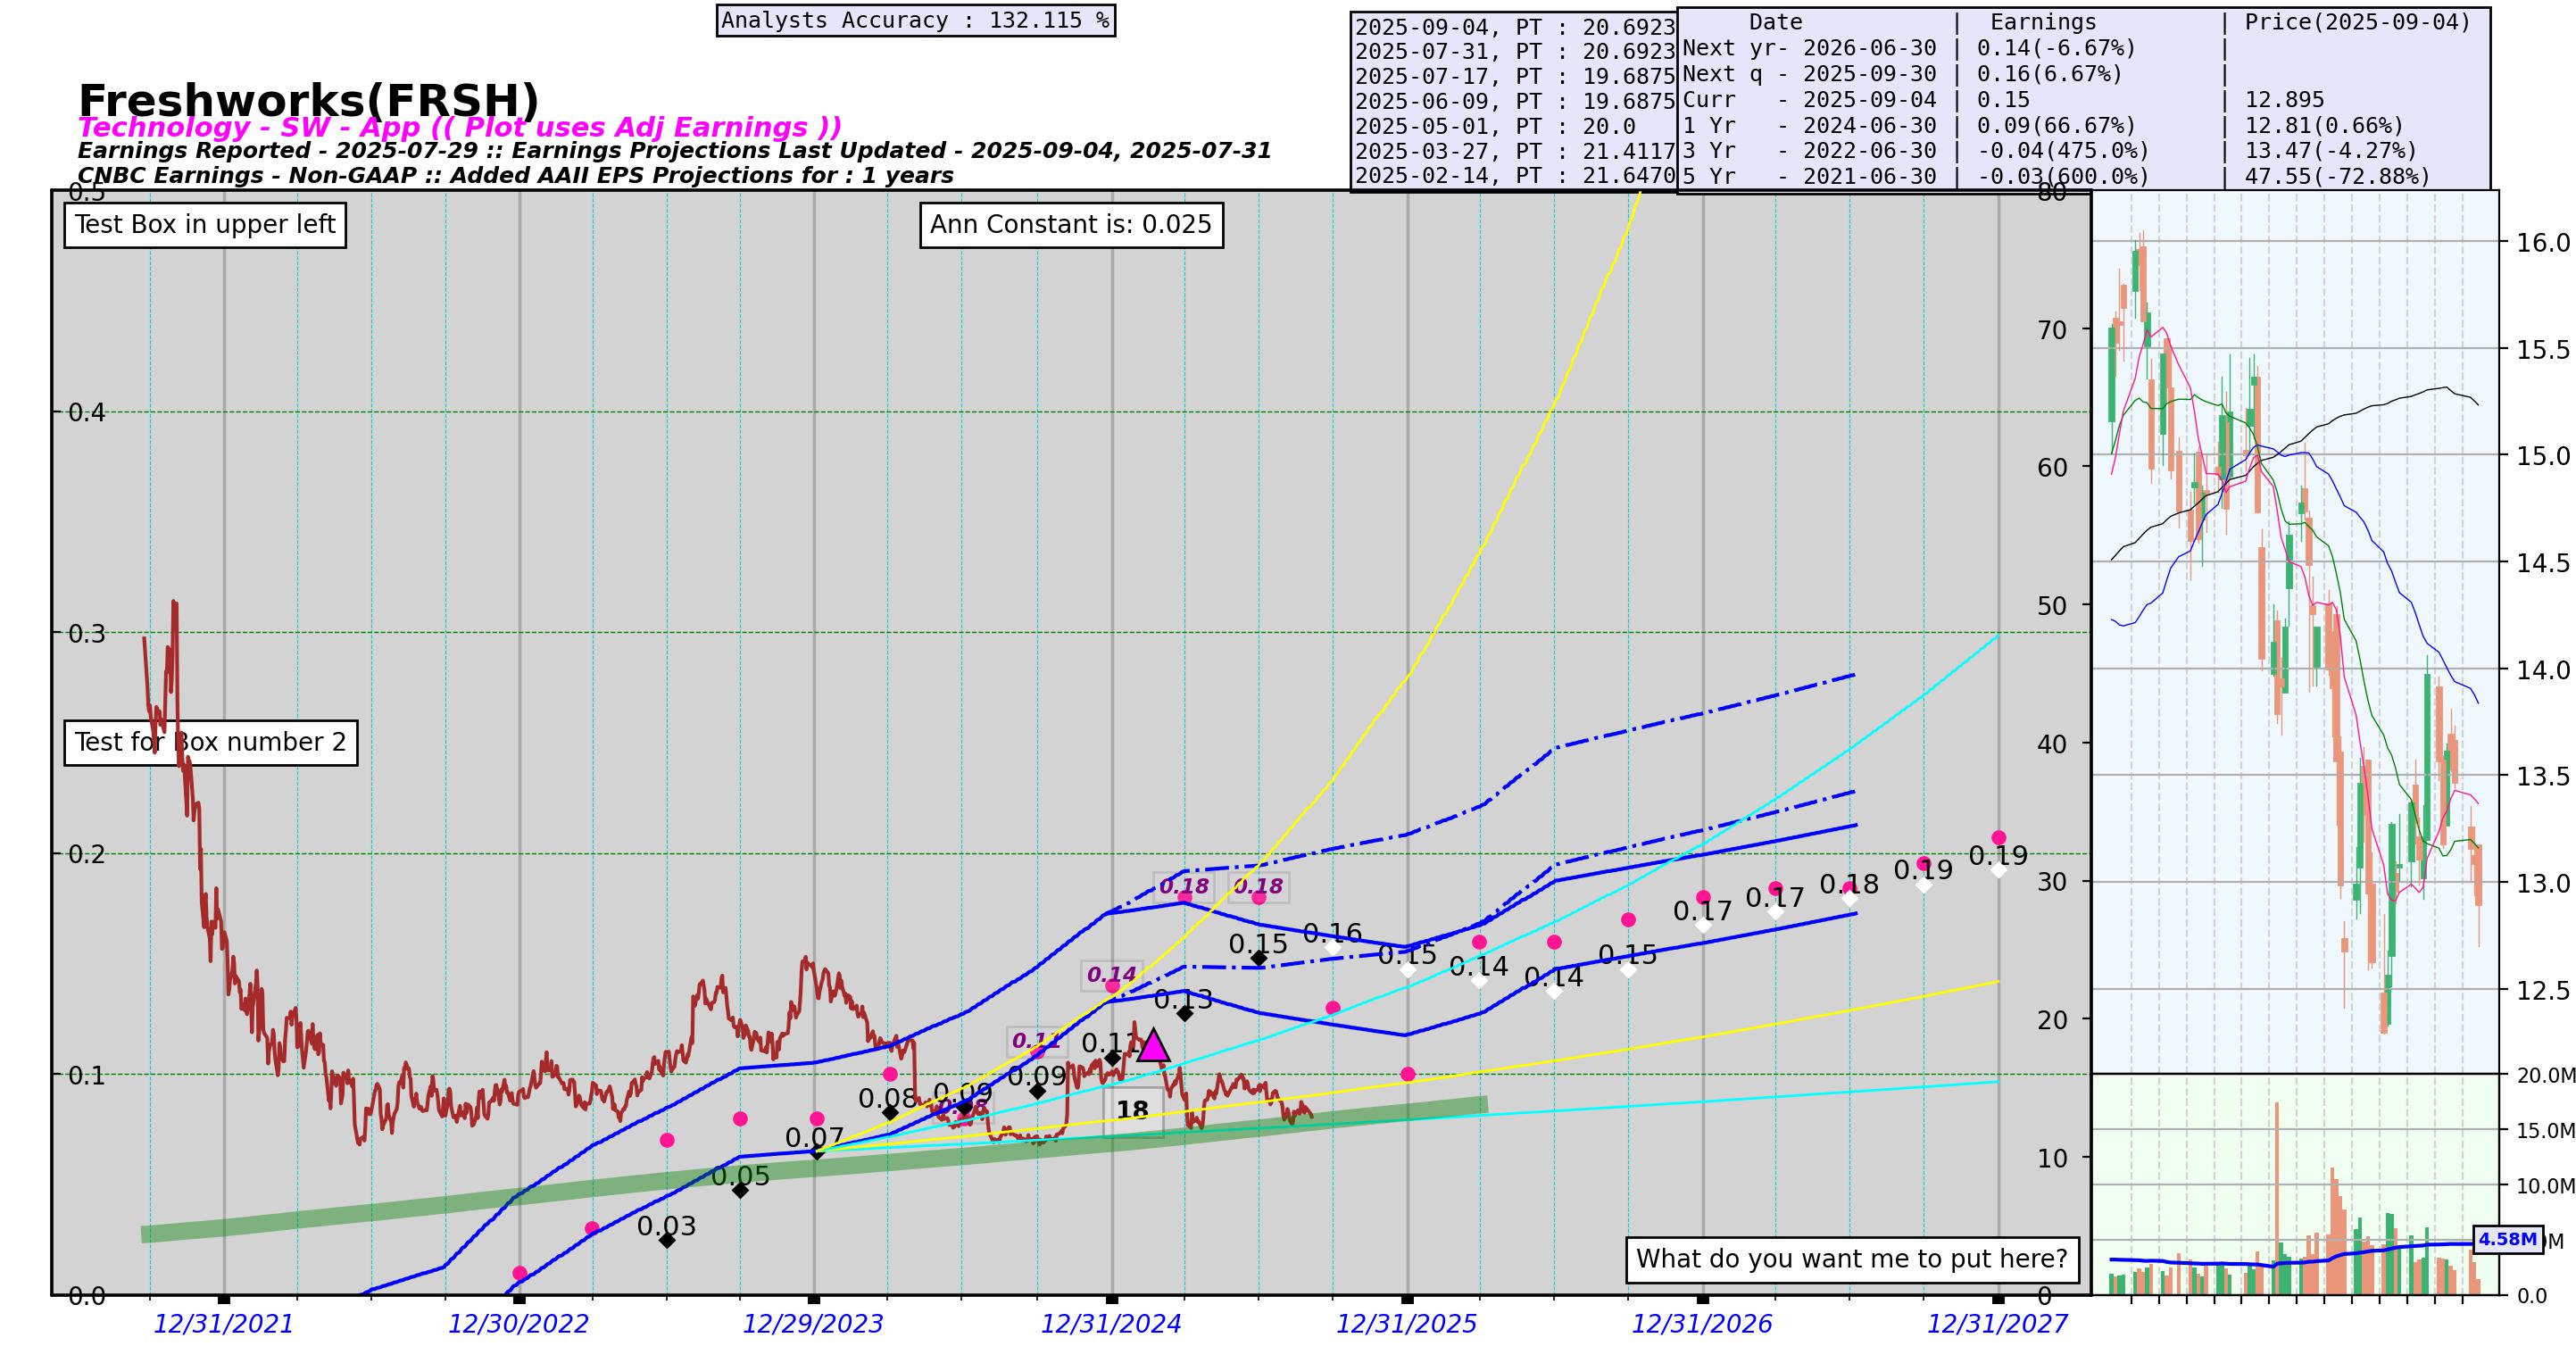 Analysts Accuracy : 132.115 %
2025-09-04, PT : 20.6923
2025-07-31, PT : 20.6923
2025-07-17, PT : 19.6875
2025-06-09, PT : 19.6875
2025-05-01, PT : 20.0
2025-03-27, PT : 21.4117
2025-02-14, PT : 21.6470
Date | Earnings | Price(2025-09-04)
Next yr- 2026-06-30 | 0.14(-6.67%) |
Next q - 2025-09-30 | 0.16(6.67%) |
Curr - 2025-09-04 | 0.15 | 12.895
1 Yr - 2024-06-30 | 0.09(66.67%) | 12.81(0.66%)
3 Yr - 2022-06-30 | -0.04(475.0%) | 13.47(-4.27%)
5 Yr - 2021-06-30 | -0.03(600.0%) | 47.55(-72.88%)
Freshworks(FRSH)
Technology - SW - App (( Plot uses Adj Earnings ))
Earnings Reported - 2025-07-29 :: Earnings Projections Last Updated - 2025-09-04, 2025-07-31
CNBC Earnings - Non-GAAP :: Added AAII EPS Projections for : 1 years
Test Box in upper left
Ann Constant is: 0.025
Test for Box number 2
What do you want me to put here?
0.5
0.4
0.3
0.2
0.1
0.0
80
70
60
50
40
30
20
10
0
16.0
15.5
15.0
14.5
14.0
13.5
13.0
12.5
20.0M
15.0M
10.0M
4.58M
0.0
0.03
0.05
0.07
0.08
0.09
0.09
0.11
0.13
0.15
0.16
0.15
0.14
0.14
0.15
0.17
0.17
0.18
0.19
0.19
0.11
0.14
0.18
0.18
18
12/31/2021
12/30/2022
12/29/2023
12/31/2024
12/31/2025
12/31/2026
12/31/2027